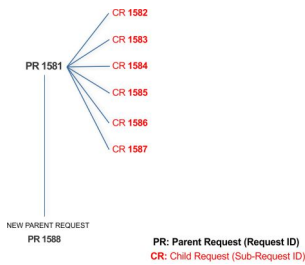 CR 1582
CR 1583
PR 1581
CR 1584
CR 1585
CR 1586
CR 1587
NEW PARENT REQUEST
PR 1588
PR: Parent Request (Request ID)
CR: Child Request (Sub-Request ID)